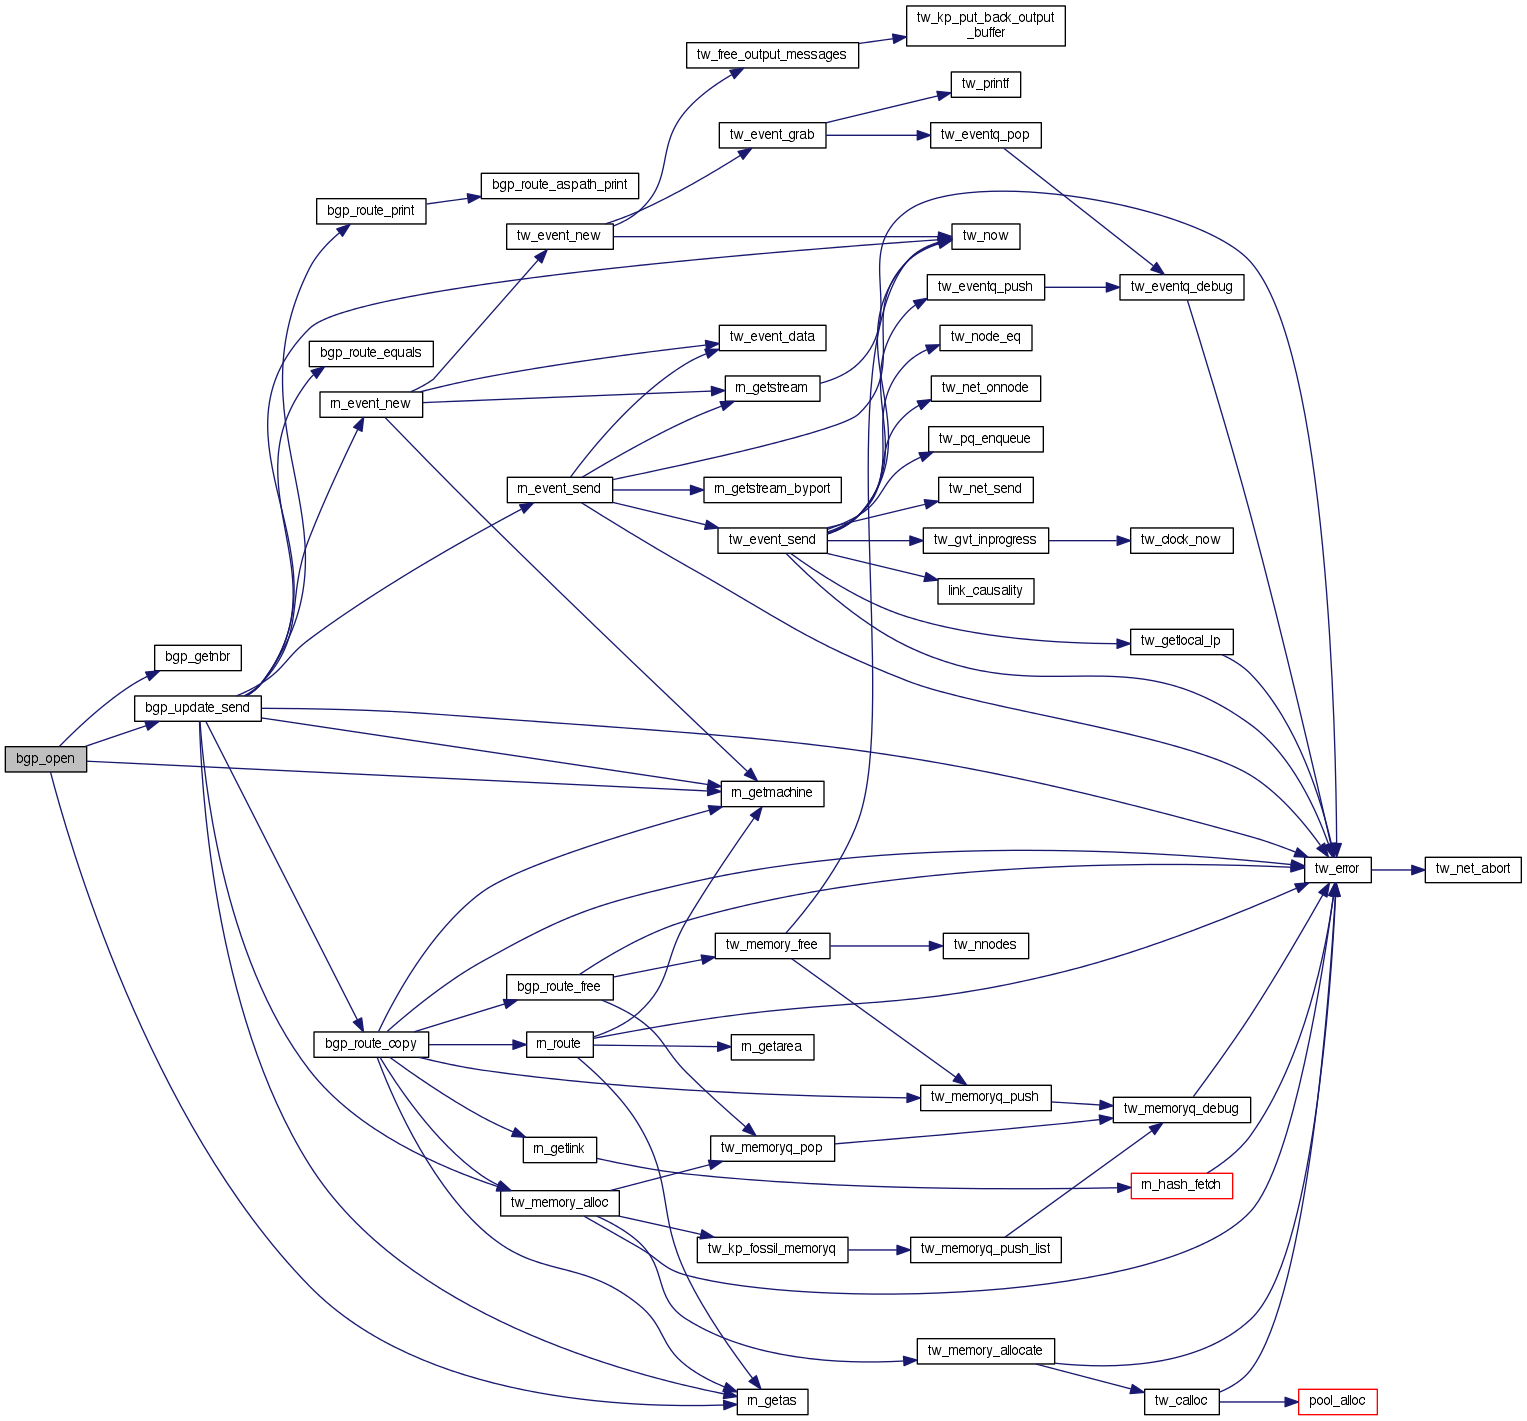 tw_kp_put_back_output
_buffer
tw_free_output_messages
tw_printf
tw_event_grab
tw_eventq_pop
bgp_route_aspath_print
bgp_route_print
tw_event_new
tw_now
tw_eventq_push
tw_eventq_debug
tw_event_data
tw_node_eq
bgp_route_equals
rn_getstream
tw_net_onnode
rn_event_new
tw_pq_enqueue
rn_event_send
rn_getstream_byport
tw_net_send
tw_event_send
tw_gvt_inprogress
tw_clock_now
link_causality
tw_getlocal_lp
bgp_getnbr
bgp_update_send
bgp_open
rn_getmachine
tw_error
tw_net_abort
tw_memory_free
tw_nnodes
bgp_route_free
bgp_route_copy
rn_route
rn_getarea
tw_memoryq_push
tw_memoryq_debug
rn_getlink
tw_memoryq_pop
rn_hash_fetch
tw_memory_alloc
tw_kp_fossil_memoryq
tw_memoryq_push_list
tw_memory_allocate
rn_getas
tw_calloc
pool_alloc